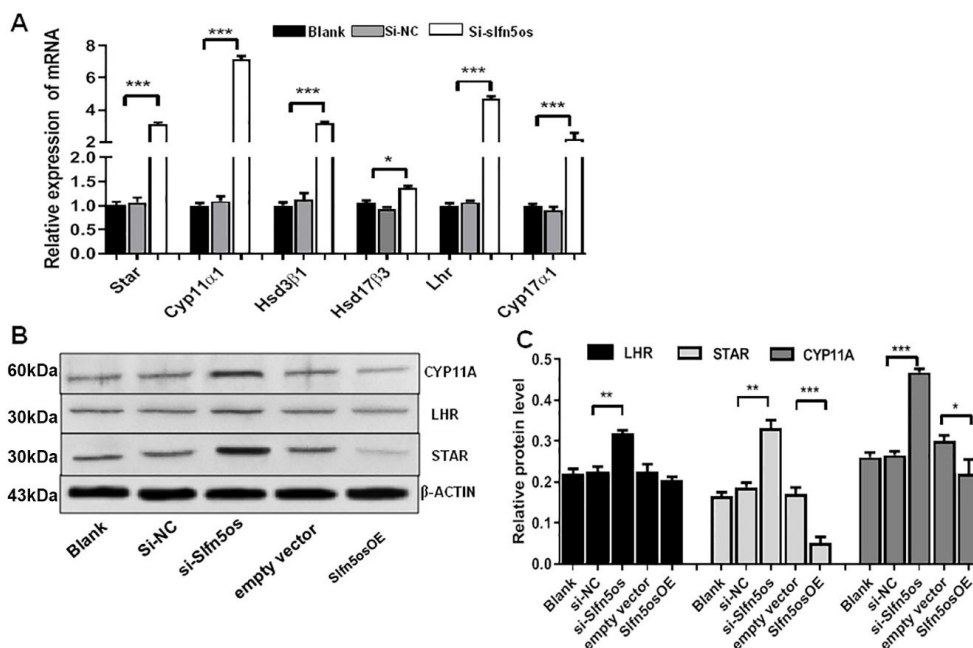 A
Blank Si-NC Si-slfn5os
Relative expression of mRNA
8
6
4
2
1.5
1.0
0.5
0.0
*** *** *** * *** ***
Star Cyp11α1 Hsd3β1 Hsd17β3 Lhr Cyp17α1
B
60kDa CYP11A
30kDa LHR
30kDa STAR
43kDa β-ACTIN
Blank Si-NC si-Slfn5os empty vector Slfn5osOE
C
LHR STAR CYP11A
Relative protein level
0.5
0.4
0.3
0.2
0.1
0.0
** ** *** *** *
Blank si-NC si-Slfn5os empty vector Slfn5osOE Blank si-NC si-Slfn5os empty vector Slfn5osOE Blank si-NC si-Slfn5os empty vector Slfn5osOE